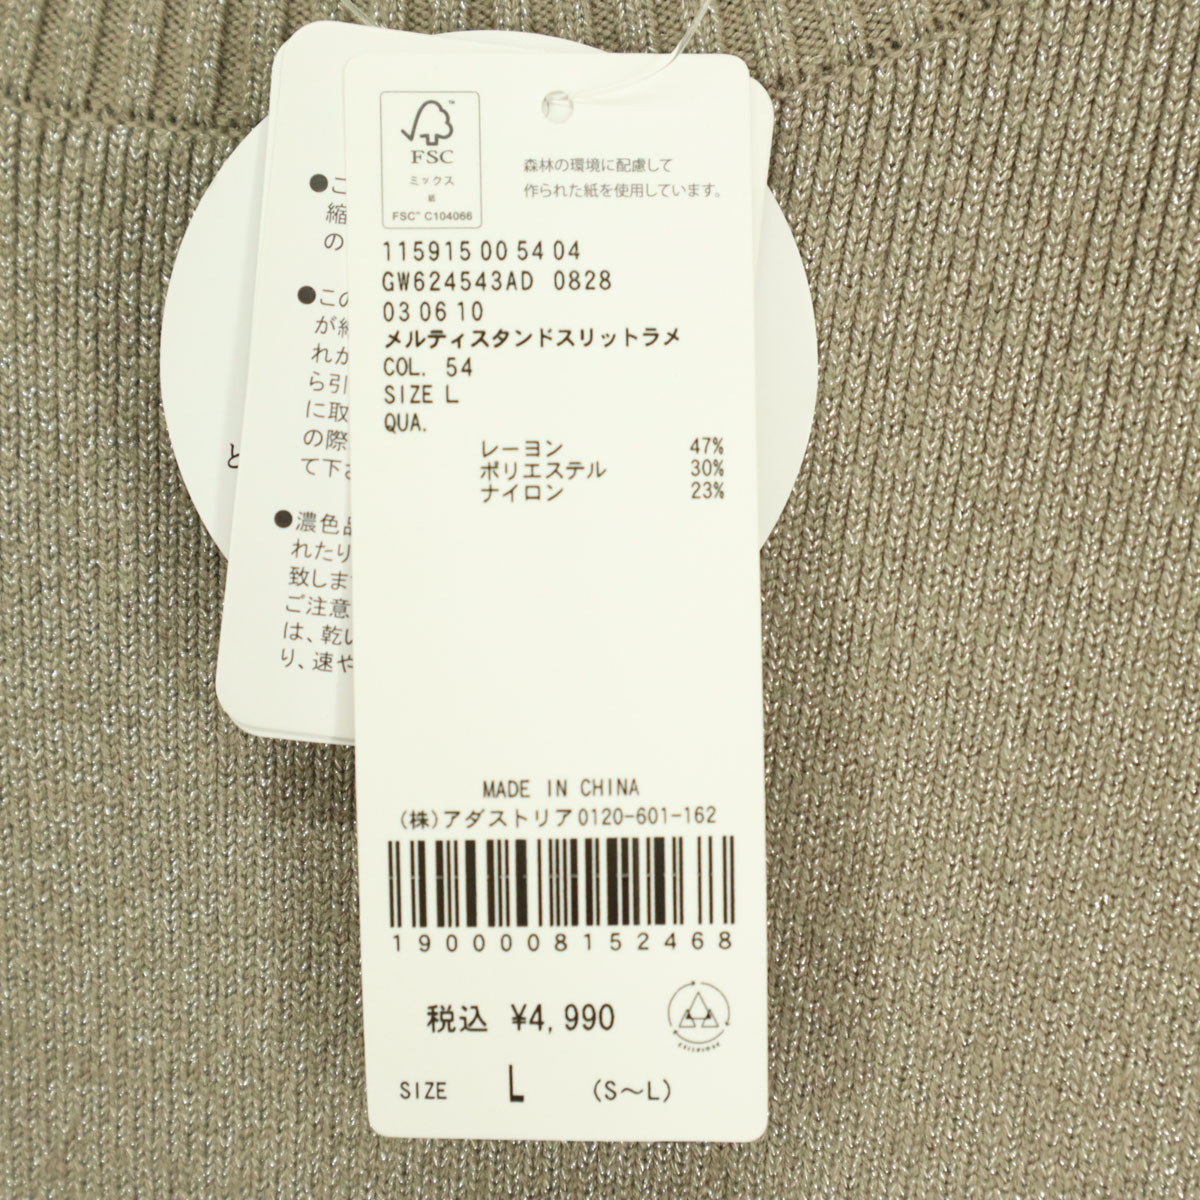 FSC™
ミックス
紙
FSC™ C104066
森林の環境に配慮して
作られた紙を使用しています。
115915 00 54 04
GW624543AD 0828
03 06 10
メルティスタンドスリットラメ
COL. 54
SIZE L
QUA.
レーヨン 47%
ポリエステル 30%
ナイロン 23%
MADE IN CHINA
(株)アダストリア0120-601-162
1900008152468
税込 ¥4,990
SIZE L (S〜L)
●こ
縮
の
●この
が
れか
ら引
に取
の際
て下さ
●濃色品
れたり
致しま
ご注意
は、乾い
り、速や
と